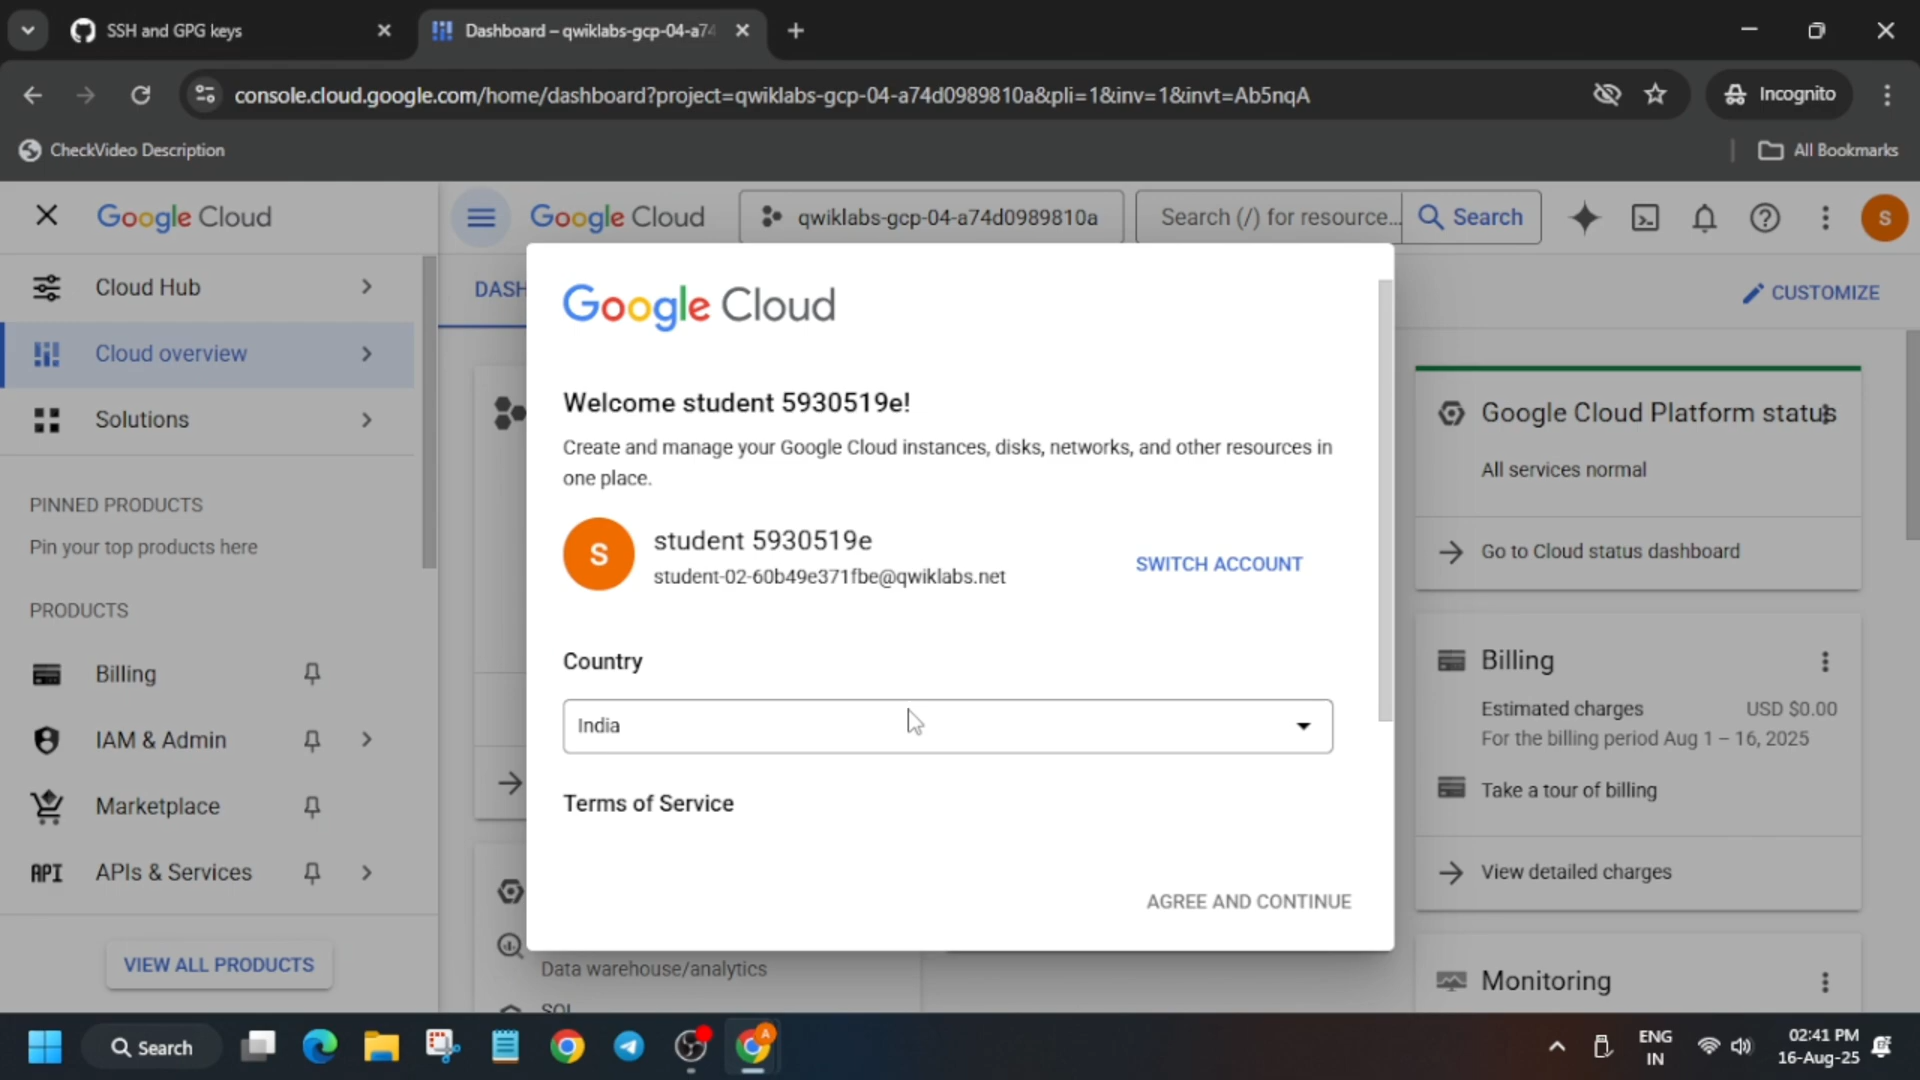 SSH and GPG keys
Dashboard – qwiklabs-gcp-04-a74
console.cloud.google.com/home/dashboard?project=qwiklabs-gcp-04-a74d0989810a&pli=1&inv=1&invt=Ab5nqA
Incognito
CheckVideo Description
All Bookmarks
Google Cloud
Google Cloud
qwiklabs-gcp-04-a74d0989810a
Search (/) for resource...
Search
S
Cloud Hub
Cloud overview
Solutions
PINNED PRODUCTS
Pin your top products here
PRODUCTS
Billing
IAM & Admin
Marketplace
API APIs & Services
VIEW ALL PRODUCTS
DASH
CUSTOMIZE
Google Cloud
Welcome student 5930519e!
Create and manage your Google Cloud instances, disks, networks, and other resources in
one place.
S
student 5930519e
student-02-60b49e371fbe@qwiklabs.net
SWITCH ACCOUNT
Country
India
Terms of Service
AGREE AND CONTINUE
Data warehouse/analytics
SQL
Google Cloud Platform status
All services normal
Go to Cloud status dashboard
Billing
Estimated charges USD $0.00
For the billing period Aug 1 – 16, 2025
Take a tour of billing
View detailed charges
Monitoring
Search
A
ENG
IN
02:41 PM
16-Aug-25